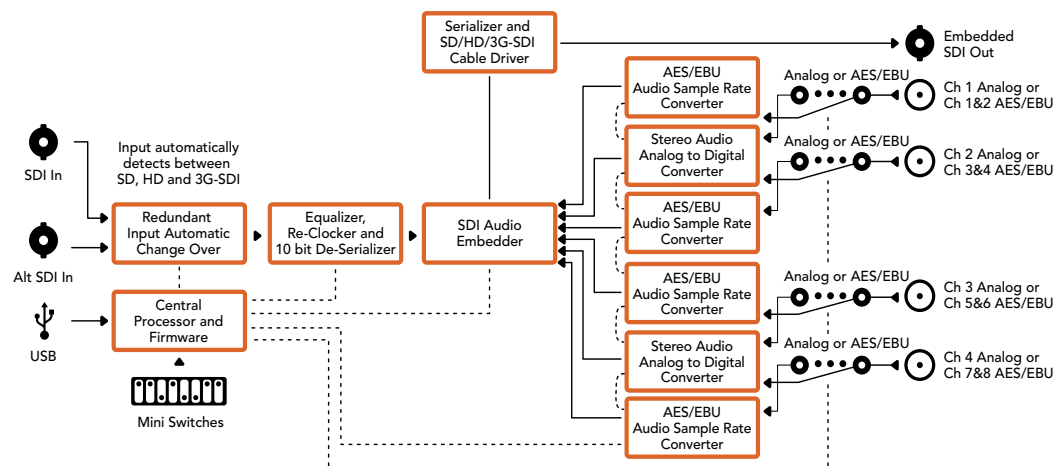 Serializer and
SD/HD/3G-SDI
Cable Driver
Embedded
SDI Out
AES/EBU
Audio Sample Rate
Converter
Analog or AES/EBU
Ch 1 Analog or
Ch 1&2 AES/EBU
SDI In
Input automatically
detects between
SD, HD and 3G-SDI
Stereo Audio
Analog to Digital
Converter
Analog or AES/EBU
Ch 2 Analog or
Ch 3&4 AES/EBU
Alt SDI In
Redundant
Input Automatic
Change Over
Equalizer,
Re-Clocker and
10 bit De-Serializer
SDI Audio
Embedder
AES/EBU
Audio Sample Rate
Converter
USB
Central
Processor and
Firmware
AES/EBU
Audio Sample Rate
Converter
Analog or AES/EBU
Ch 3 Analog or
Ch 5&6 AES/EBU
Stereo Audio
Analog to Digital
Converter
Analog or AES/EBU
Ch 4 Analog or
Ch 7&8 AES/EBU
Mini Switches
AES/EBU
Audio Sample Rate
Converter